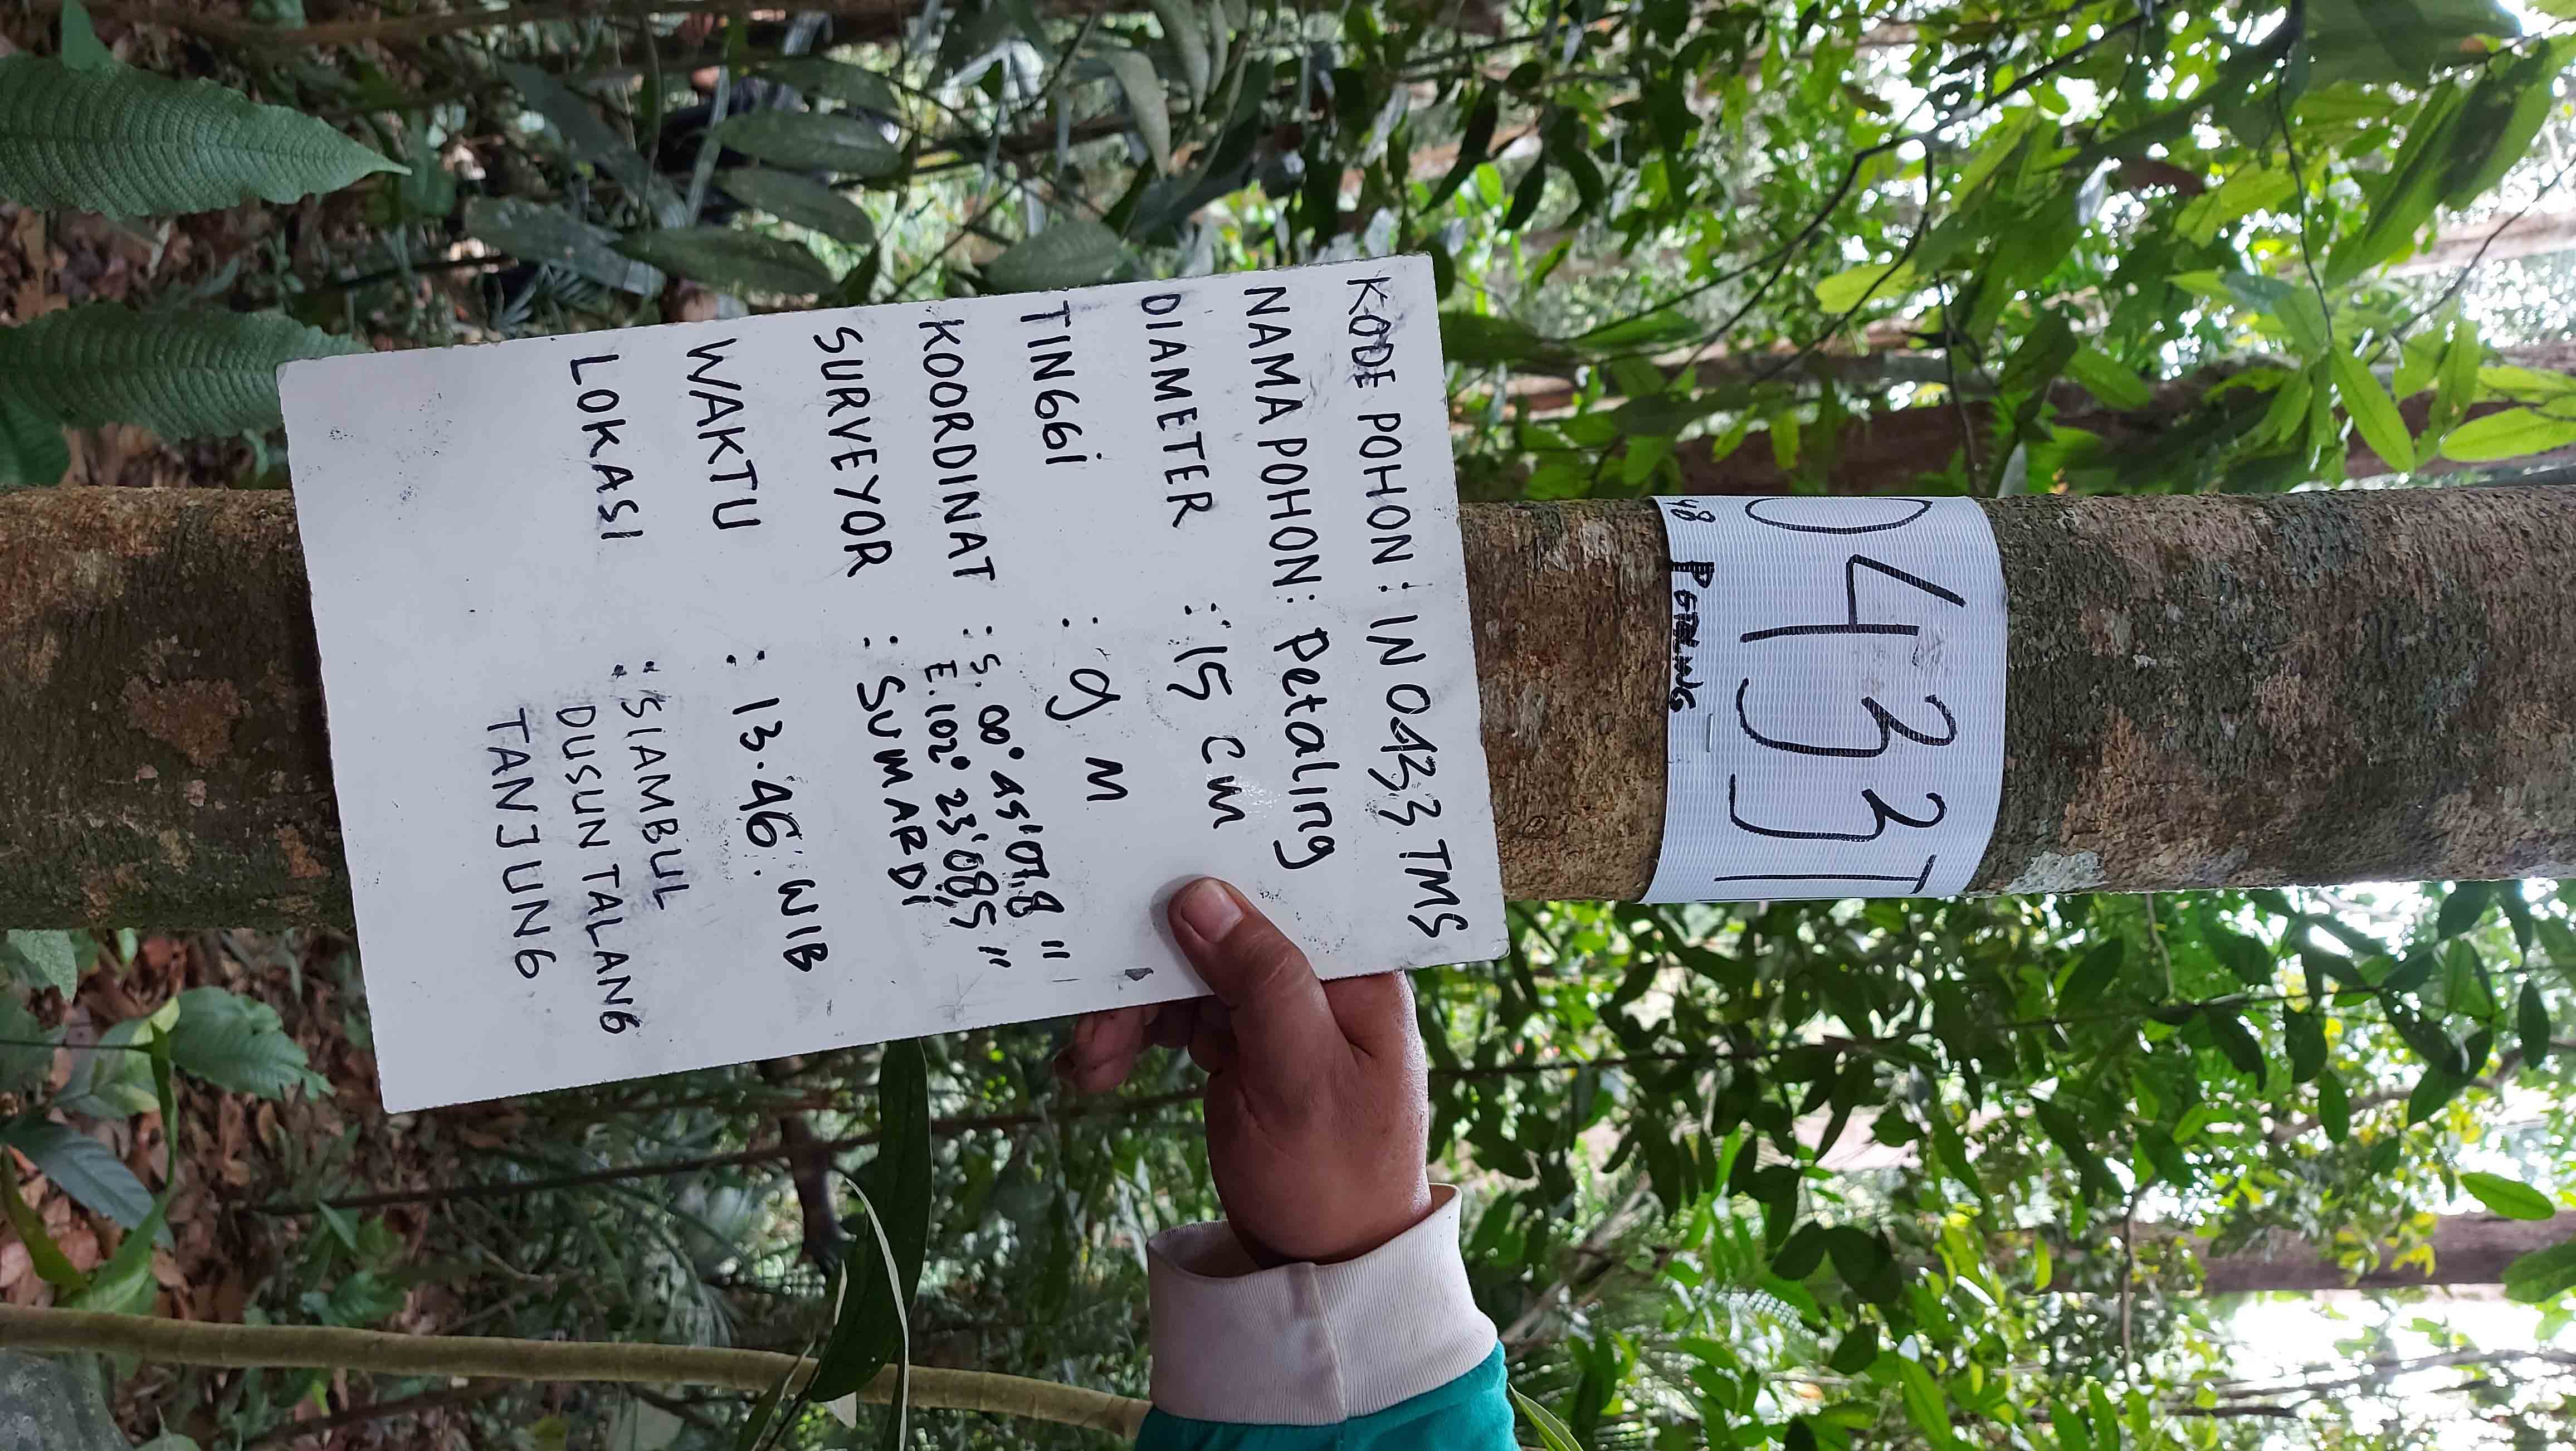 KODE POHON : IN 0433 TMS
NAMA POHON : Petaling
DIAMETER : 15 cm
TINGGi : 9 M
KOORDINAT : S. 00° 45' 07,8"
E. 102° 23' 08,5"
SURVEYOR : SUMARDI
WAKTU : 13.46 WIB
LOKASI : SIAMBUL
DUSUN TALANG
TANJUNG
0433T
48 PETALING